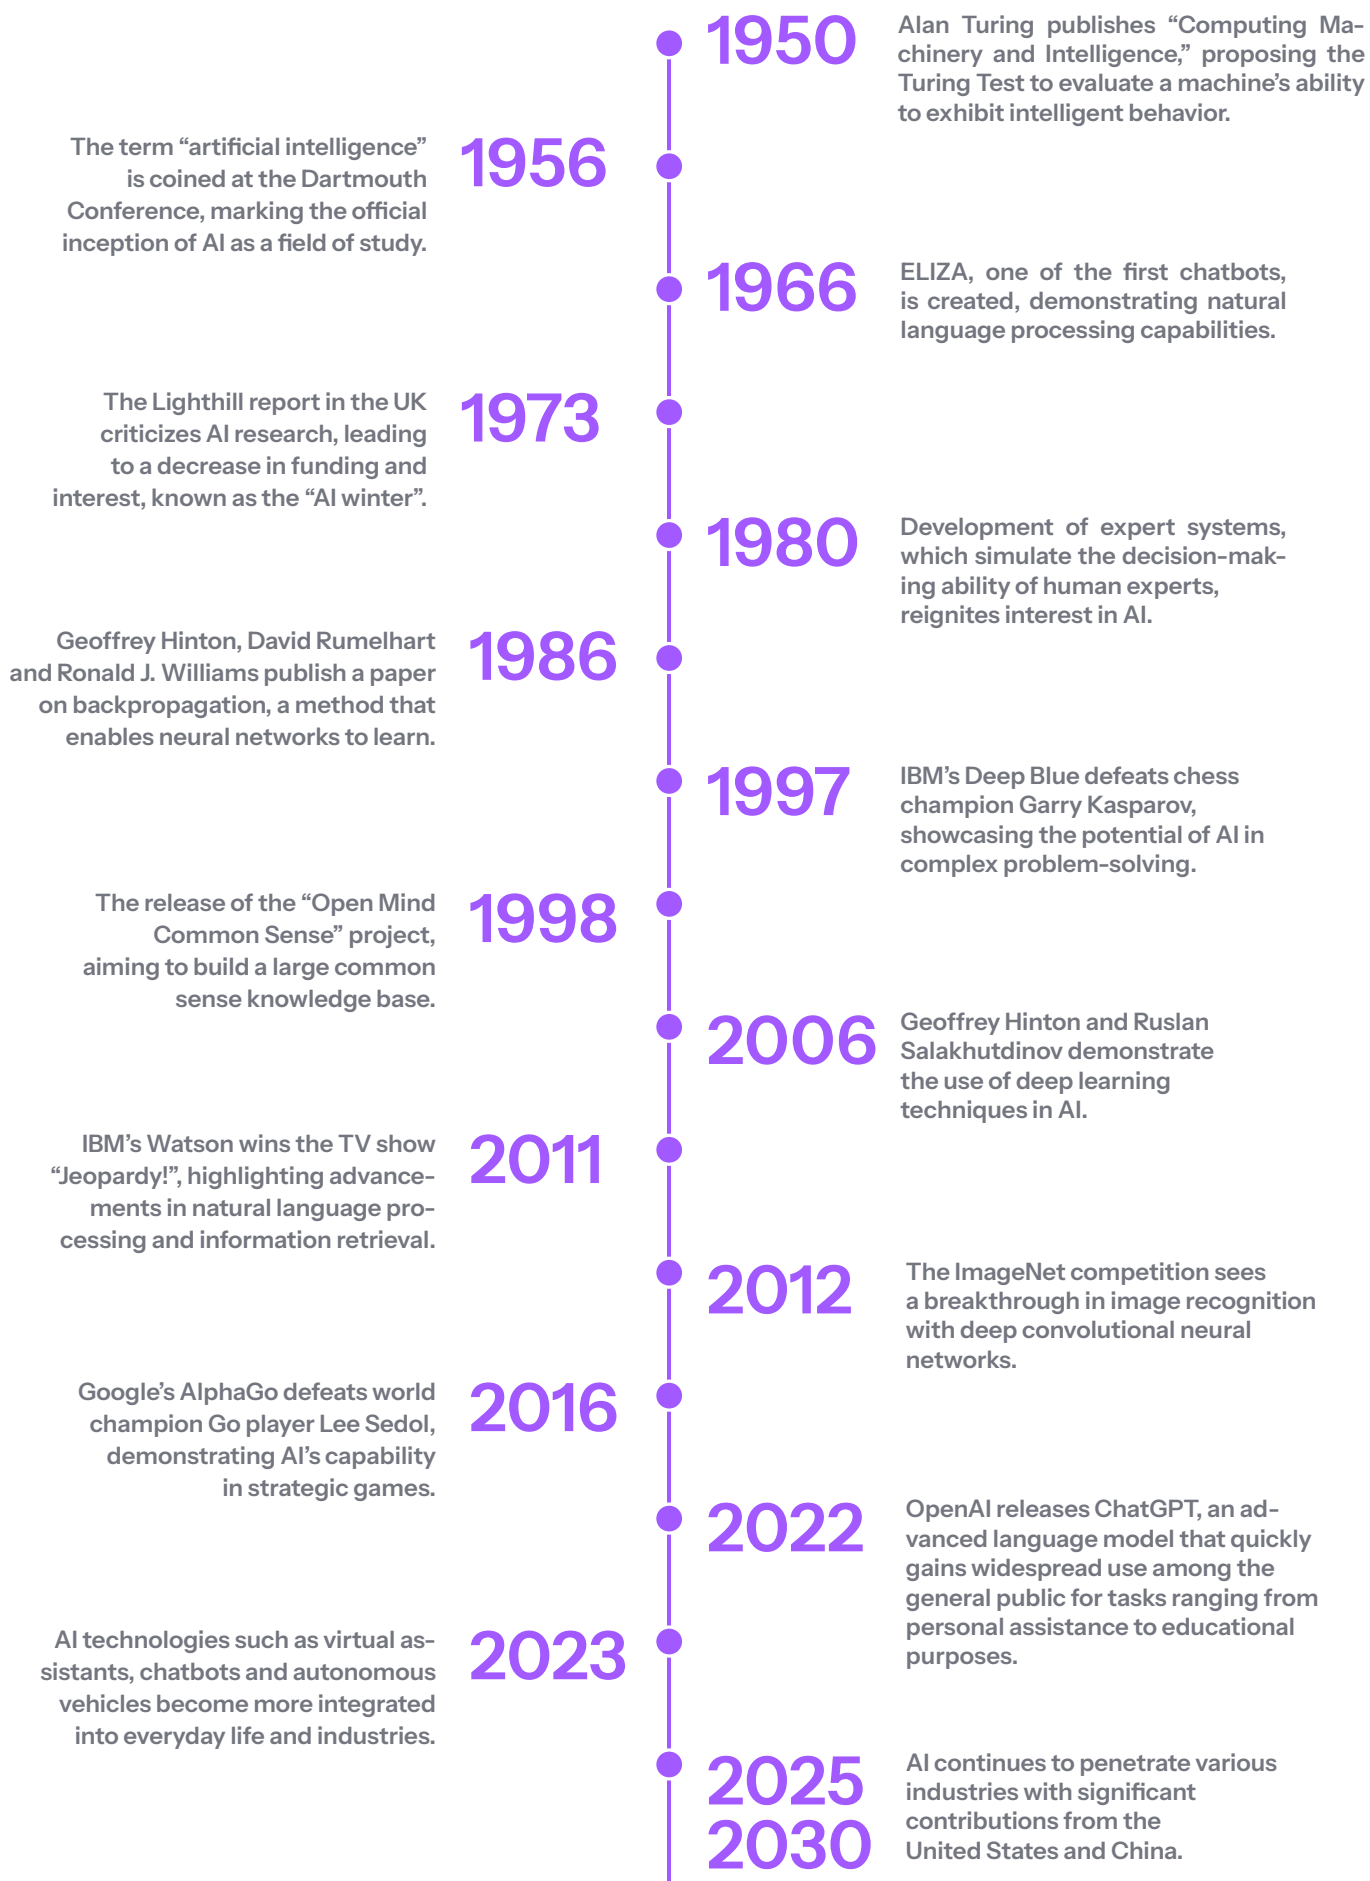 1950
Alan Turing publishes “Computing Ma-
chinery and Intelligence,” proposing the
Turing Test to evaluate a machine’s ability
to exhibit intelligent behavior.
1956
The term “artificial intelligence”
is coined at the Dartmouth
Conference, marking the official
inception of AI as a field of study.
1966
ELIZA, one of the first chatbots,
is created, demonstrating natural
language processing capabilities.
1973
The Lighthill report in the UK
criticizes AI research, leading
to a decrease in funding and
interest, known as the “AI winter”.
1980
Development of expert systems,
which simulate the decision-mak-
ing ability of human experts,
reignites interest in AI.
1986
Geoffrey Hinton, David Rumelhart
and Ronald J. Williams publish a paper
on backpropagation, a method that
enables neural networks to learn.
1997
IBM’s Deep Blue defeats chess
champion Garry Kasparov,
showcasing the potential of AI in
complex problem-solving.
1998
The release of the “Open Mind
Common Sense” project,
aiming to build a large common
sense knowledge base.
2006
Geoffrey Hinton and Ruslan
Salakhutdinov demonstrate
the use of deep learning
techniques in AI.
2011
IBM’s Watson wins the TV show
“Jeopardy!”, highlighting advance-
ments in natural language pro-
cessing and information retrieval.
2012
The ImageNet competition sees
a breakthrough in image recognition
with deep convolutional neural
networks.
2016
Google’s AlphaGo defeats world
champion Go player Lee Sedol,
demonstrating AI’s capability
in strategic games.
2022
OpenAI releases ChatGPT, an ad-
vanced language model that quickly
gains widespread use among the
general public for tasks ranging from
personal assistance to educational
purposes.
2023
AI technologies such as virtual as-
sistants, chatbots and autonomous
vehicles become more integrated
into everyday life and industries.
2025
2030
AI continues to penetrate various
industries with significant
contributions from the
United States and China.